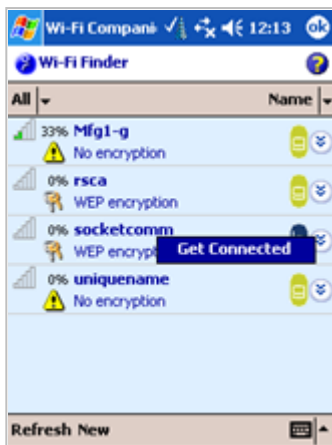 Wi-Fi Compani 12:13 ok
Wi-Fi Finder ?
All Name
33% Mfg1-g
No encryption
0% rsca
WEP encryption
0% socketcomm
WEP encryp
Get Connected
0% uniquename
No encryption
Refresh New